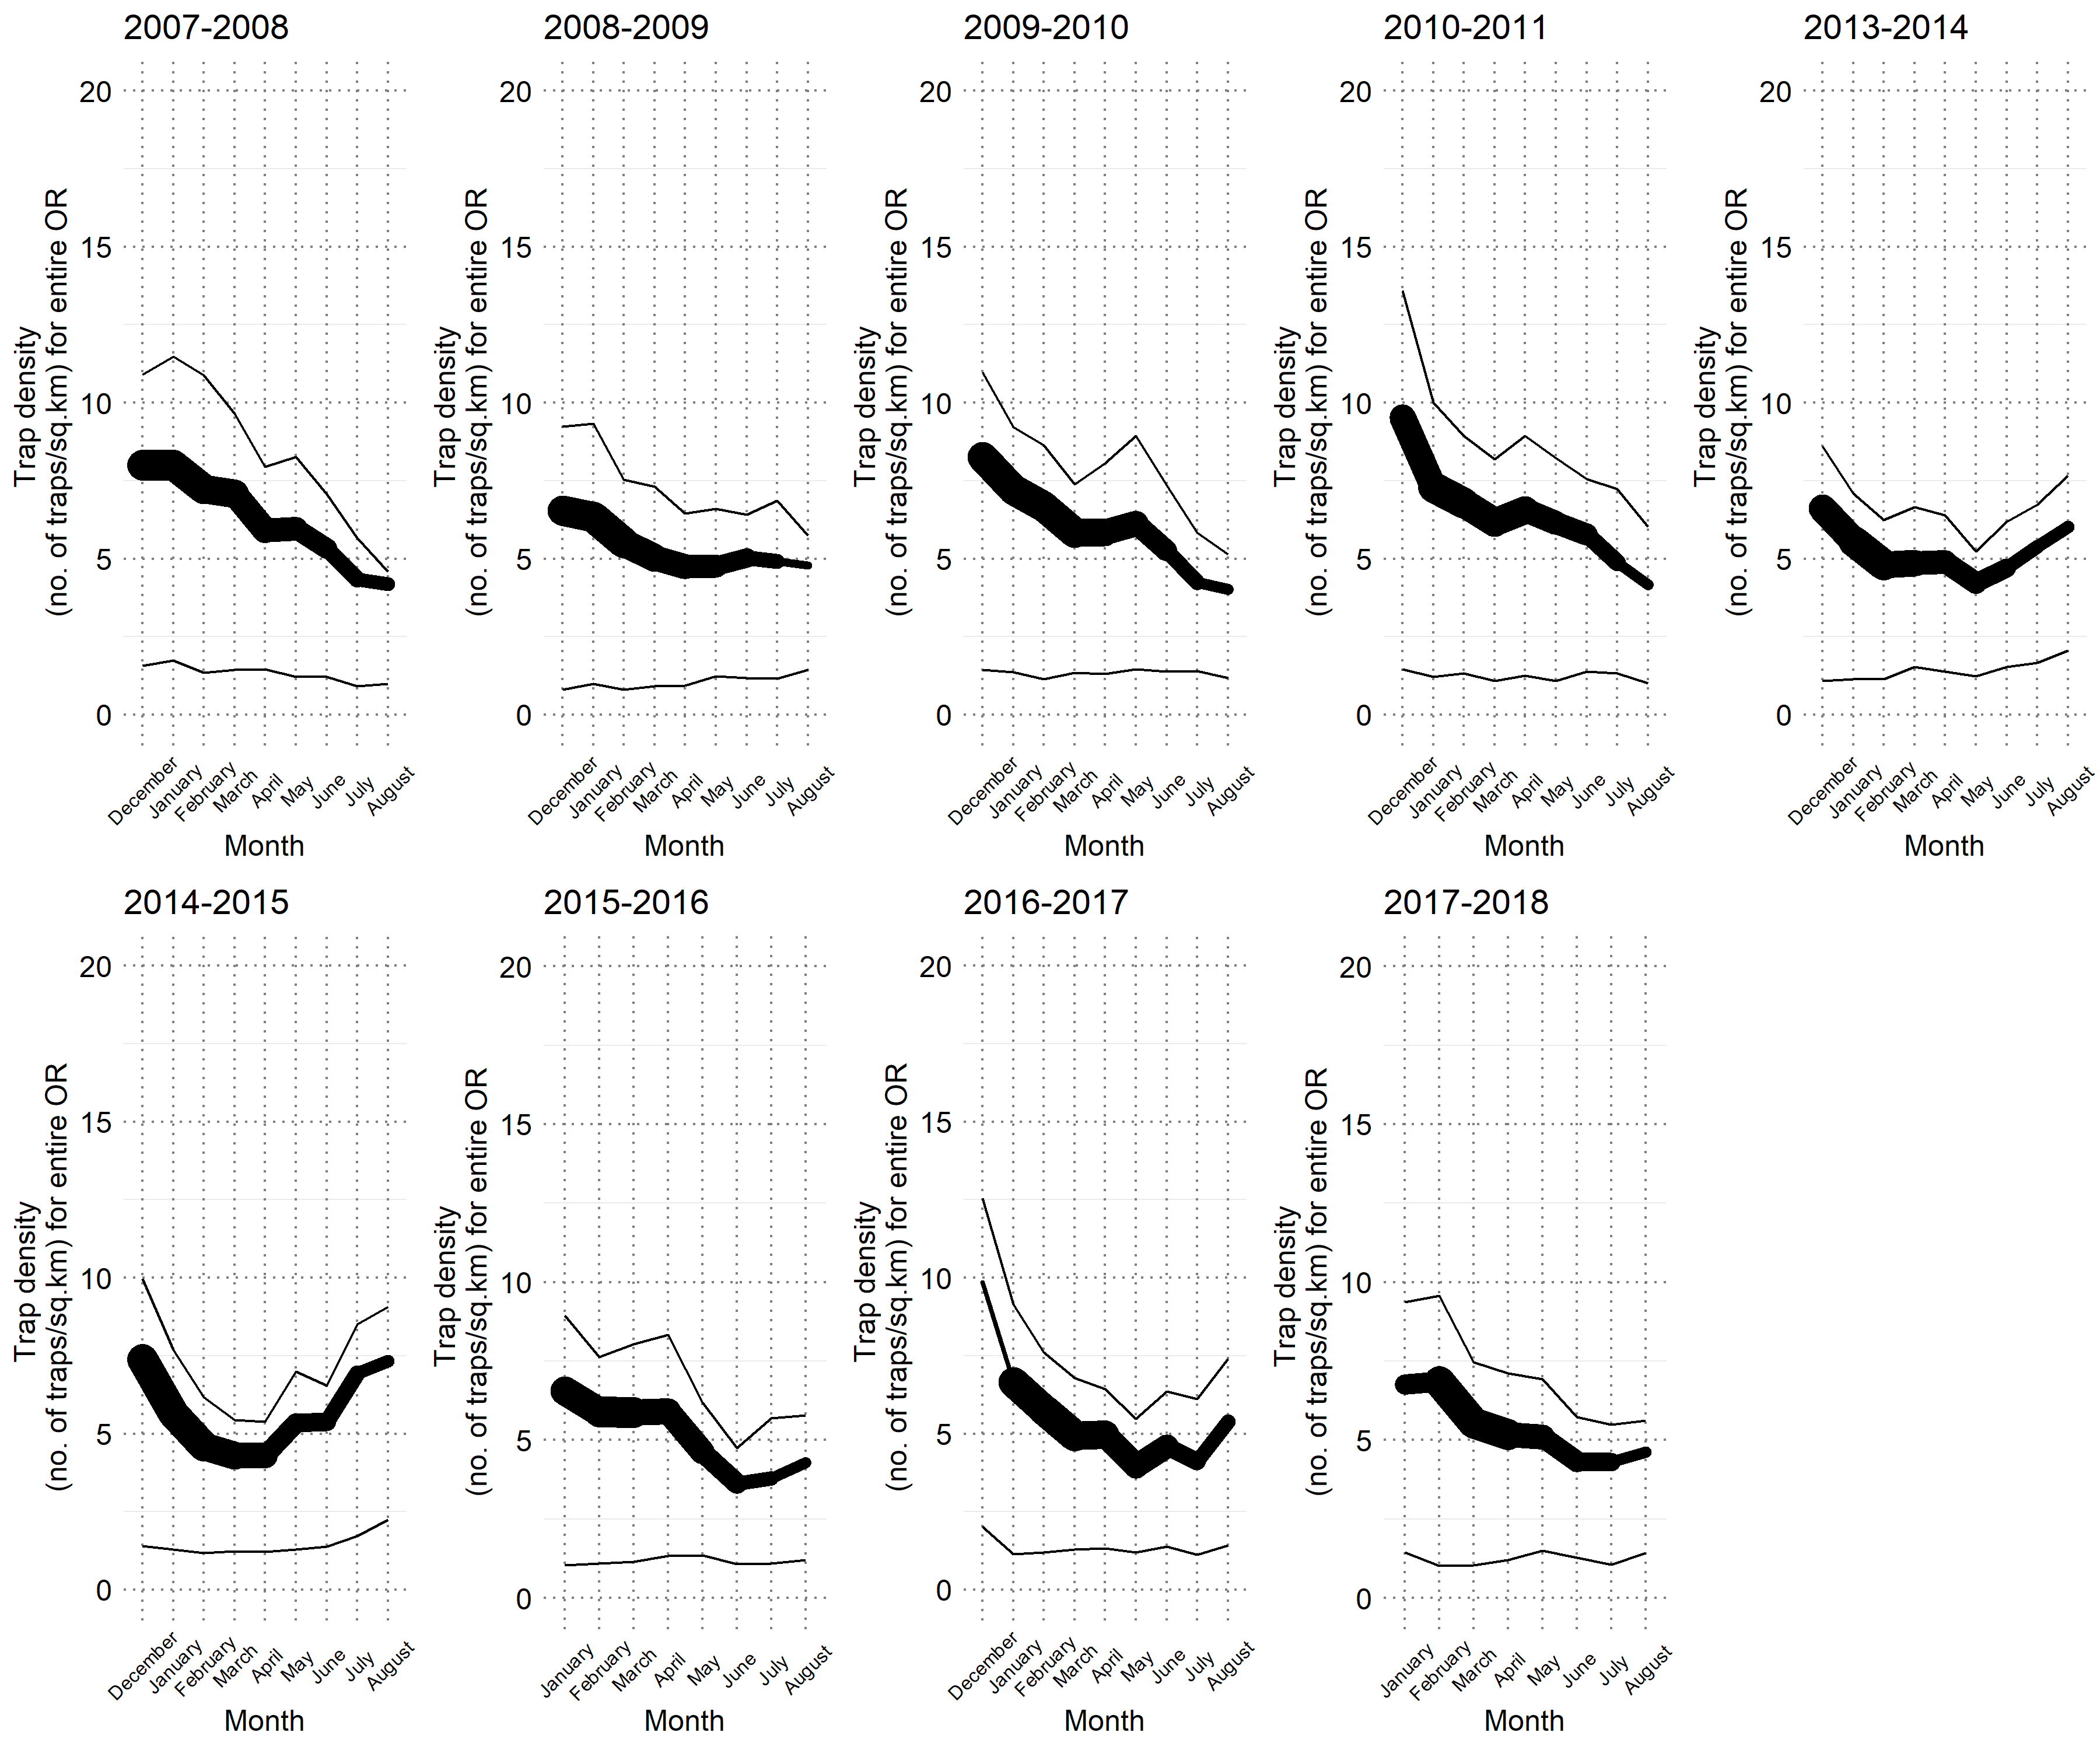 2007-2008
Trap density
(no. of traps/sq.km) for entire OR
20
15
10
5
0
December
January
February
March
April
May
June
July
August
Month
2008-2009
Trap density
(no. of traps/sq.km) for entire OR
20
15
10
5
0
December
January
February
March
April
May
June
July
August
Month
2009-2010
Trap density
(no. of traps/sq.km) for entire OR
20
15
10
5
0
December
January
February
March
April
May
June
July
August
Month
2010-2011
Trap density
(no. of traps/sq.km) for entire OR
20
15
10
5
0
December
January
February
March
April
May
June
July
August
Month
2013-2014
Trap density
(no. of traps/sq.km) for entire OR
20
15
10
5
0
December
January
February
March
April
May
June
July
August
Month
2014-2015
Trap density
(no. of traps/sq.km) for entire OR
20
15
10
5
0
December
January
February
March
April
May
June
July
August
Month
2015-2016
Trap density
(no. of traps/sq.km) for entire OR
20
15
10
5
0
January
February
March
April
May
June
July
August
Month
2016-2017
Trap density
(no. of traps/sq.km) for entire OR
20
15
10
5
0
December
January
February
March
April
May
June
July
August
Month
2017-2018
Trap density
(no. of traps/sq.km) for entire OR
20
15
10
5
0
January
February
March
April
May
June
July
August
Month